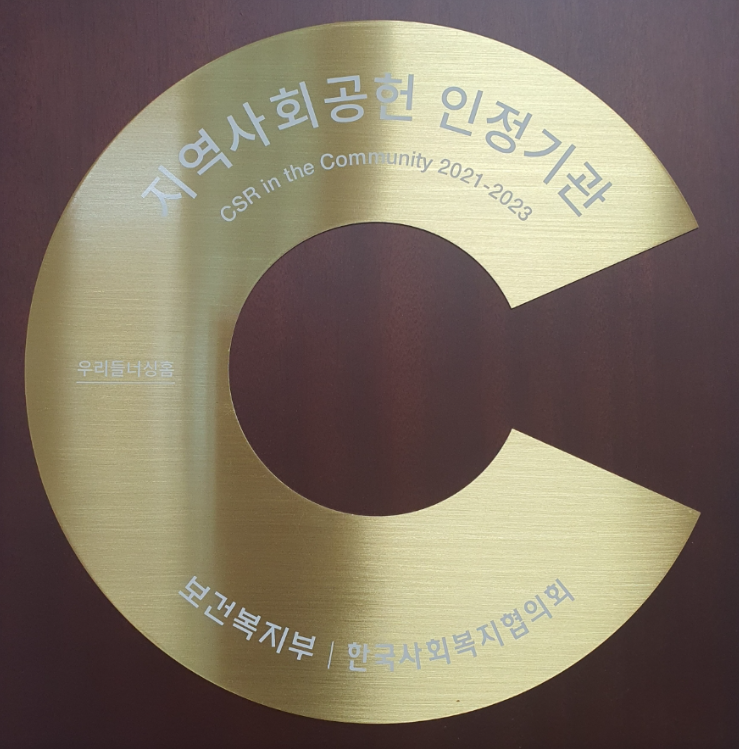 지역사회공헌 인정기관
CSR in the Community 2021-2023
우리들너싱홈
보건복지부 | 한국사회복지협의회